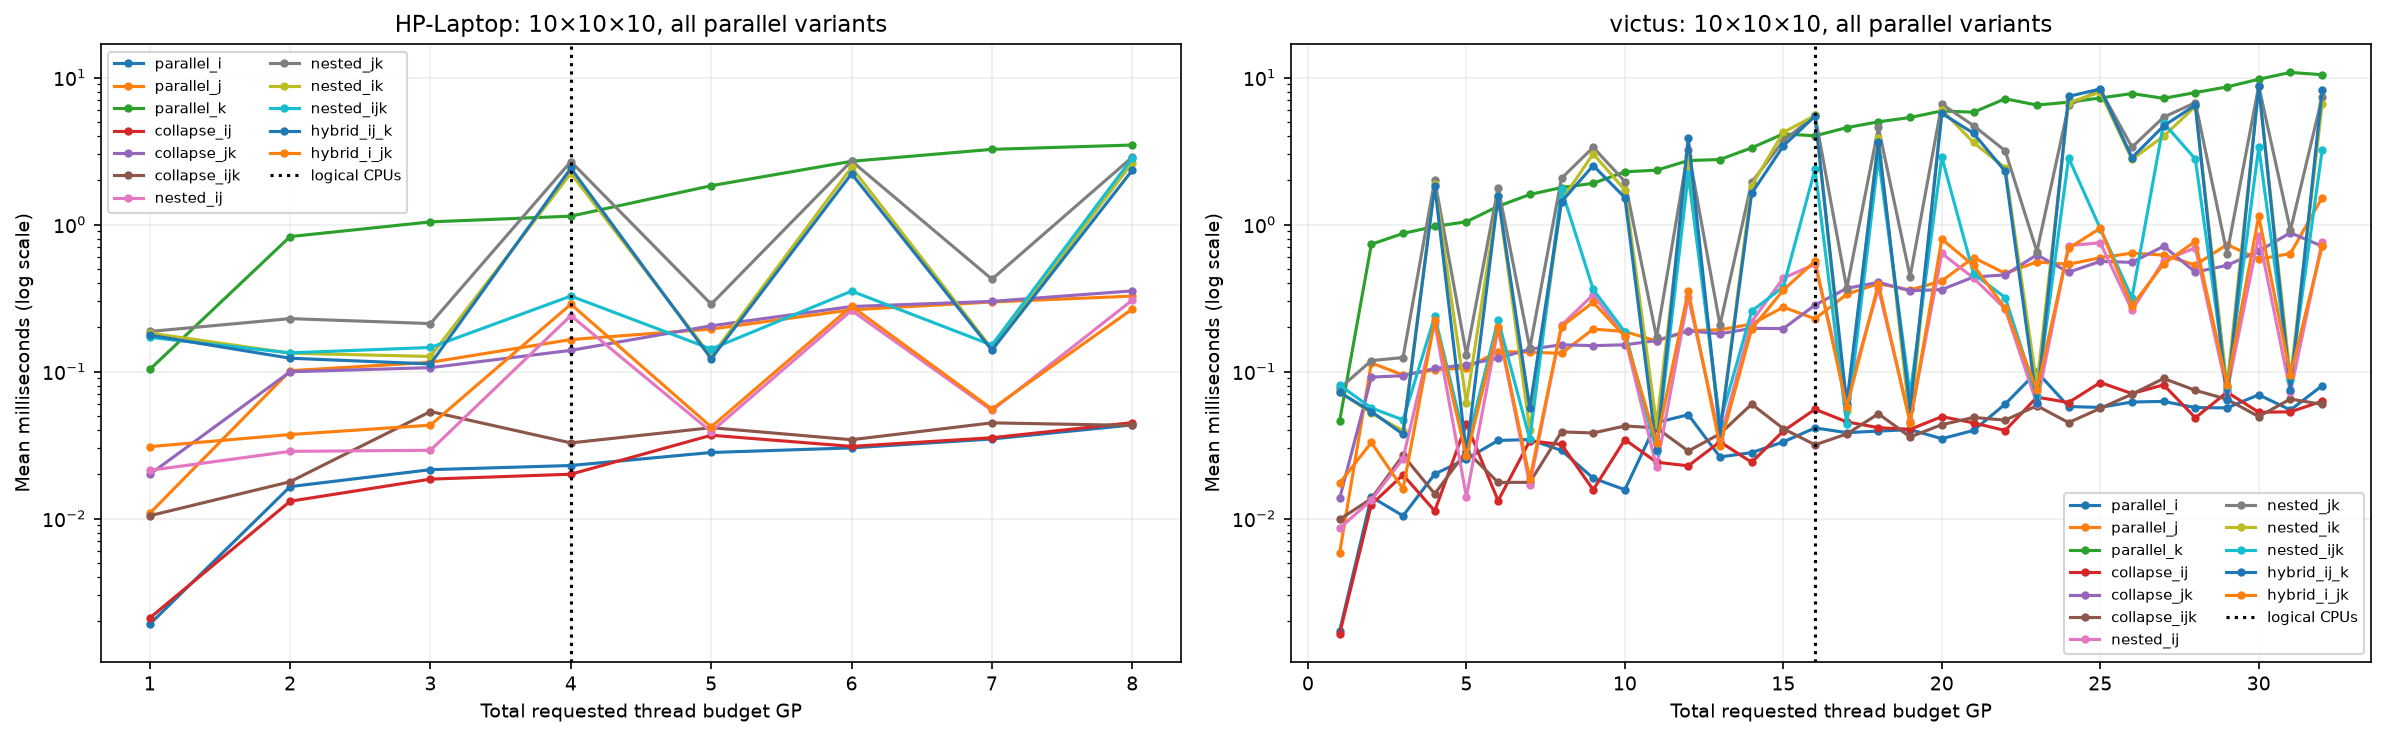 HP-Laptop: 10×10×10, all parallel variants
Mean milliseconds (log scale)
10¹
10⁰
10⁻¹
10⁻²
parallel_i
parallel_j
parallel_k
collapse_ij
collapse_jk
collapse_ijk
nested_ij
nested_jk
nested_ik
nested_ijk
hybrid_ij_k
hybrid_i_jk
logical CPUs
1 2 3 4 5 6 7 8
Total requested thread budget GP
victus: 10×10×10, all parallel variants
Mean milliseconds (log scale)
10¹
10⁰
10⁻¹
10⁻²
parallel_i
parallel_j
parallel_k
collapse_ij
collapse_jk
collapse_ijk
nested_ij
nested_jk
nested_ik
nested_ijk
hybrid_ij_k
hybrid_i_jk
logical CPUs
0 5 10 15 20 25 30
Total requested thread budget GP